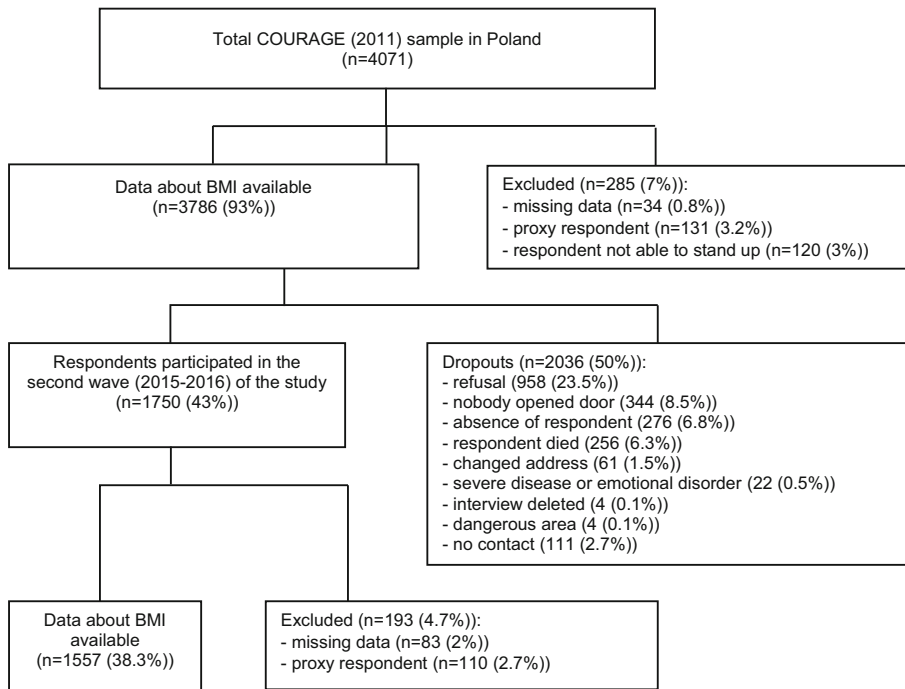 Total COURAGE (2011) sample in Poland
(n=4071)
Data about BMI available
(n=3786 (93%))
Excluded (n=285 (7%)):
- missing data (n=34 (0.8%)
- proxy respondent (n=131 (3.2%))
- respondent not able to stand up (n=120 (3%))
Respondents participated in the
second wave (2015-2016) of the study
(n=1750 (43%))
Dropouts (n=2036 (50%)):
- refusal (958 (23.5%))
- nobody opened door (344 (8.5%))
- absence of respondent (276 (6.8%))
- respondent died (256 (6.3%))
- changed address (61 (1.5%))
- severe disease or emotional disorder (22 (0.5%))
- interview deleted (4 (0.1%))
- dangerous area (4 (0.1%))
- no contact (111 (2.7%))
Data about BMI
available
(n=1557 (38.3%))
Excluded (n=193 (4.7%)):
- missing data (n=83 (2%)
- proxy respondent (n=110 (2.7%))